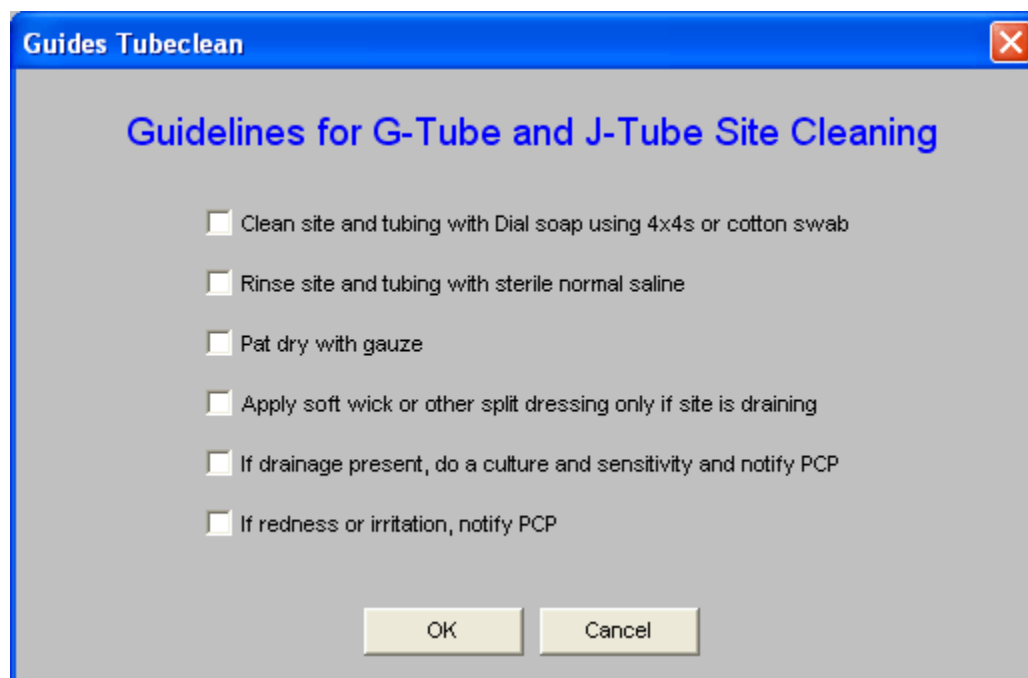 Guides Tubeclean
Guidelines for G-Tube and J-Tube Site Cleaning
Clean site and tubing with Dial soap using 4x4s or cotton swab
Rinse site and tubing with sterile normal saline
Pat dry with gauze
Apply soft wick or other split dressing only if site is draining
If drainage present, do a culture and sensitivity and notify PCP
If redness or irritation, notify PCP
OK
Cancel